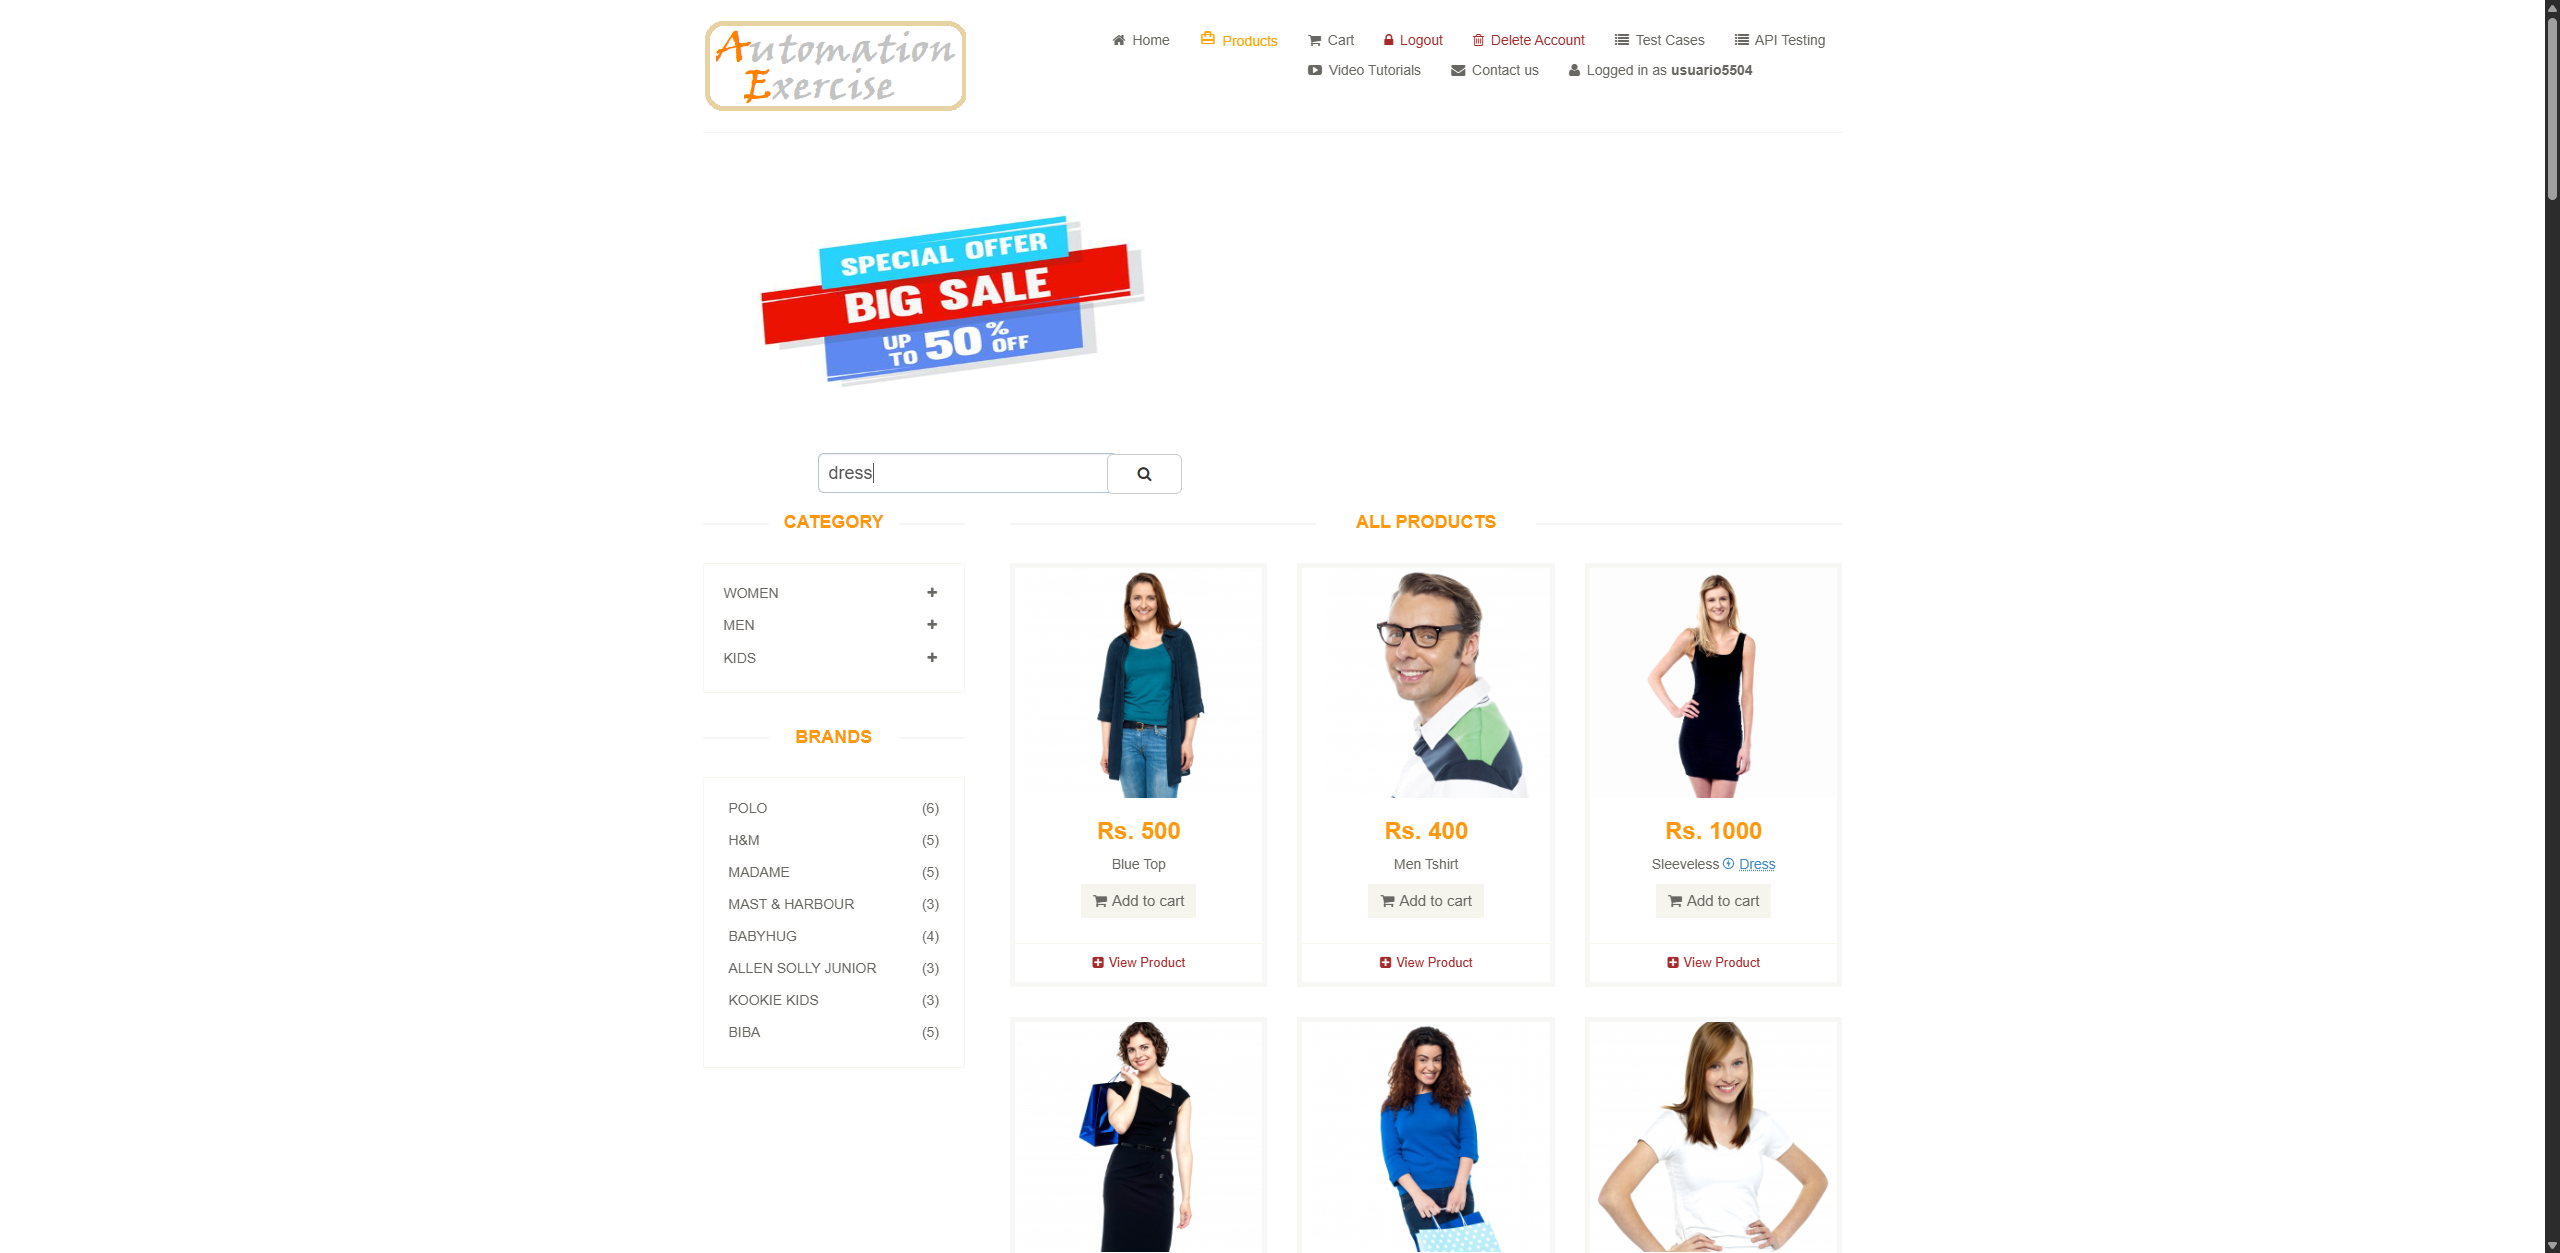 Automation
Exercise
Home Products Cart Logout Delete Account Test Cases API Testing
Video Tutorials Contact us Logged in as usuario5504
SPECIAL OFFER
BIG SALE
UP TO 50% OFF
dress
CATEGORY
WOMEN
MEN
KIDS
BRANDS
POLO (6)
H&M (5)
MADAME (5)
MAST & HARBOUR (3)
BABYHUG (4)
ALLEN SOLLY JUNIOR (3)
KOOKIE KIDS (3)
BIBA (5)
ALL PRODUCTS
Rs. 500
Blue Top
Add to cart
View Product
Rs. 400
Men Tshirt
Add to cart
View Product
Rs. 1000
Sleeveless Dress
Add to cart
View Product